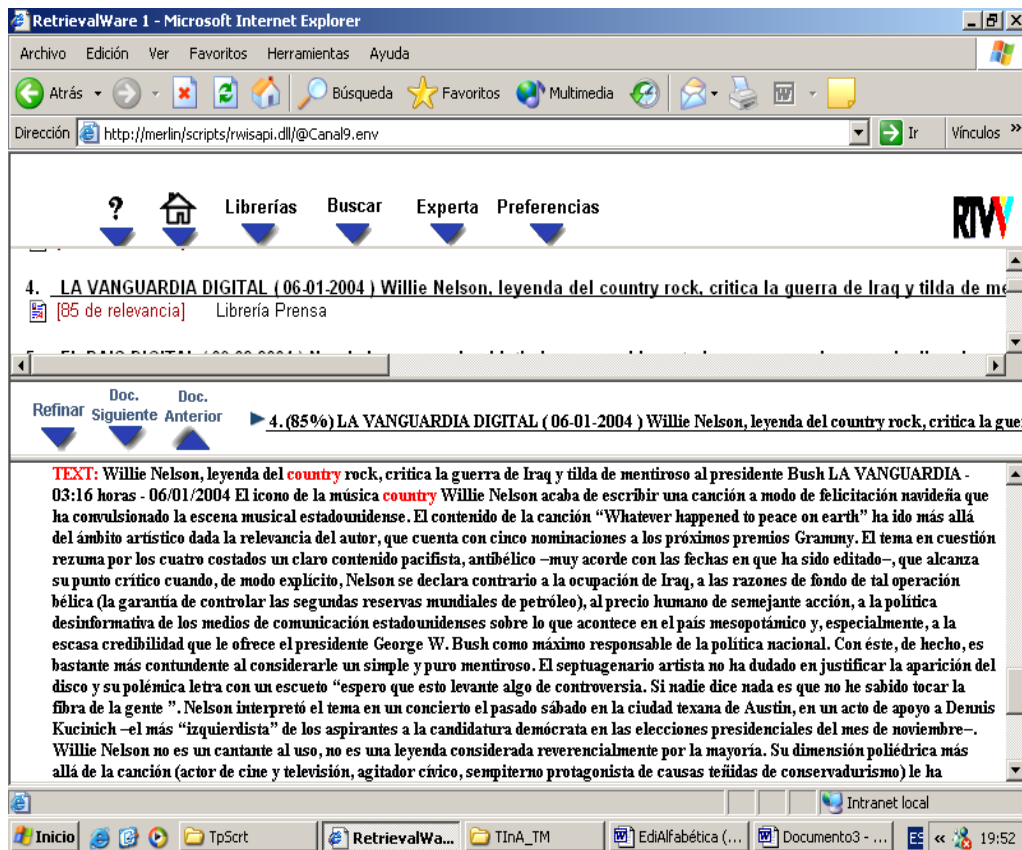 RetrievalWare 1 - Microsoft Internet Explorer
Archivo Edición Ver Favoritos Herramientas Ayuda
Atrás Búsqueda Favoritos Multimedia
Dirección http://merlin/scripts/rwisapi.dll/@Canal9.env Ir Vínculos »
? Librerías Buscar Experta Preferencias RTVV
4. LA VANGUARDIA DIGITAL ( 06-01-2004 ) Willie Nelson, leyenda del country rock, critica la guerra de Iraq y tilda de me
[85 de relevancia] Librería Prensa
Refinar Doc. Siguiente Doc. Anterior 4. (85%) LA VANGUARDIA DIGITAL ( 06-01-2004 ) Willie Nelson, leyenda del country rock, critica la gue
TEXT: Willie Nelson, leyenda del country rock, critica la guerra de Iraq y tilda de mentiroso al presidente Bush LA VANGUARDIA -
03:16 horas - 06/01/2004 El icono de la música country Willie Nelson acaba de escribir una canción a modo de felicitación navideña que
ha convulsionado la escena musical estadounidense. El contenido de la canción “Whatever happened to peace on earth” ha ido más allá
del ámbito artístico dada la relevancia del autor, que cuenta con cinco nominaciones a los próximos premios Grammy. El tema en cuestión
rezuma por los cuatro costados un claro contenido pacifista, antibélico –muy acorde con las fechas en que ha sido editado–, que alcanza
su punto crítico cuando, de modo explícito, Nelson se declara contrario a la ocupación de Iraq, a las razones de fondo de tal operación
bélica (la garantía de controlar las segundas reservas mundiales de petróleo), al precio humano de semejante acción, a la política
desinformativa de los medios de comunicación estadounidenses sobre lo que acontece en el país mesopotámico y, especialmente, a la
escasa credibilidad que le ofrece el presidente George W. Bush como máximo responsable de la política nacional. Con éste, de hecho, es
bastante más contundente al considerarle un simple y puro mentiroso. El septuagenario artista no ha dudado en justificar la aparición del
disco y su polémica letra con un escueto “espero que esto levante algo de controversia. Si nadie dice nada es que no he sabido tocar la
fibra de la gente ”. Nelson interpretó el tema en un concierto el pasado sábado en la ciudad texana de Austin, en un acto de apoyo a Dennis
Kucinich –el más “izquierdista” de los aspirantes a la candidatura demócrata en las elecciones presidenciales del mes de noviembre–.
Willie Nelson no es un cantante al uso, no es una leyenda considerada reverencialmente por la mayoría. Su dimensión poliédrica más
allá de la canción (actor de cine y televisión, agitador cívico, sempiterno protagonista de causas teñidas de conservadurismo) le ha
Intranet local
Inicio TpScrt RetrievalWa... TInA_TM EdiAlfabética (... Documento3 - ... ES « 19:52